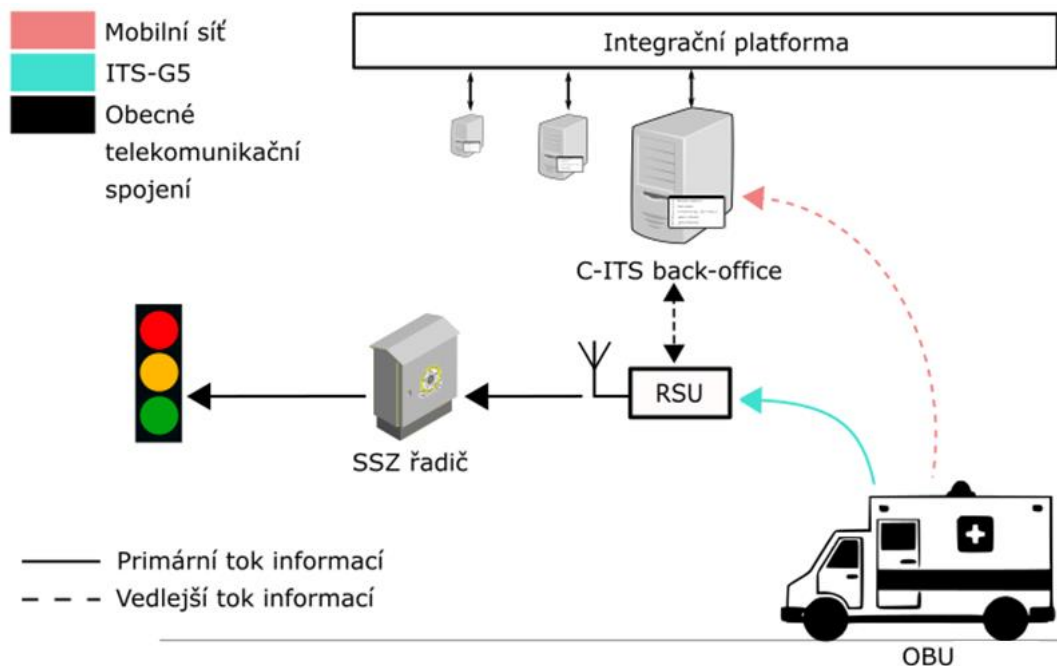 Mobilní síť
ITS-G5
Obecné
telekomunikační
spojení
Integrační platforma
C-ITS back-office
RSU
SSZ řadič
Primární tok informací
Vedlejší tok informací
OBU